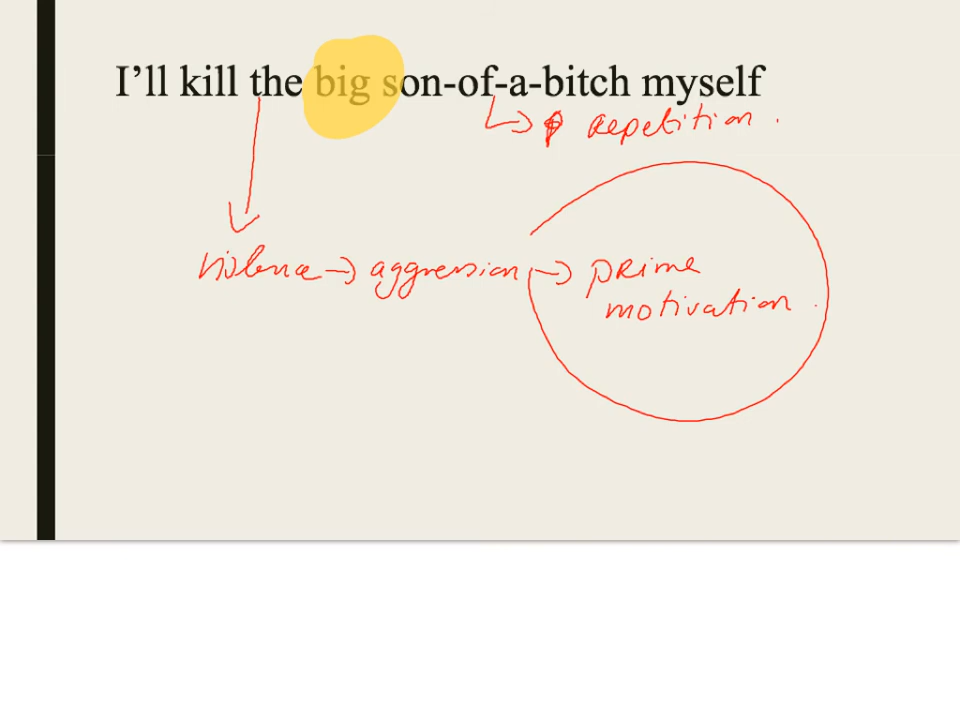 I’ll kill the big son-of-a-bitch myself
repetition.
violence → aggression → prime
motivation.